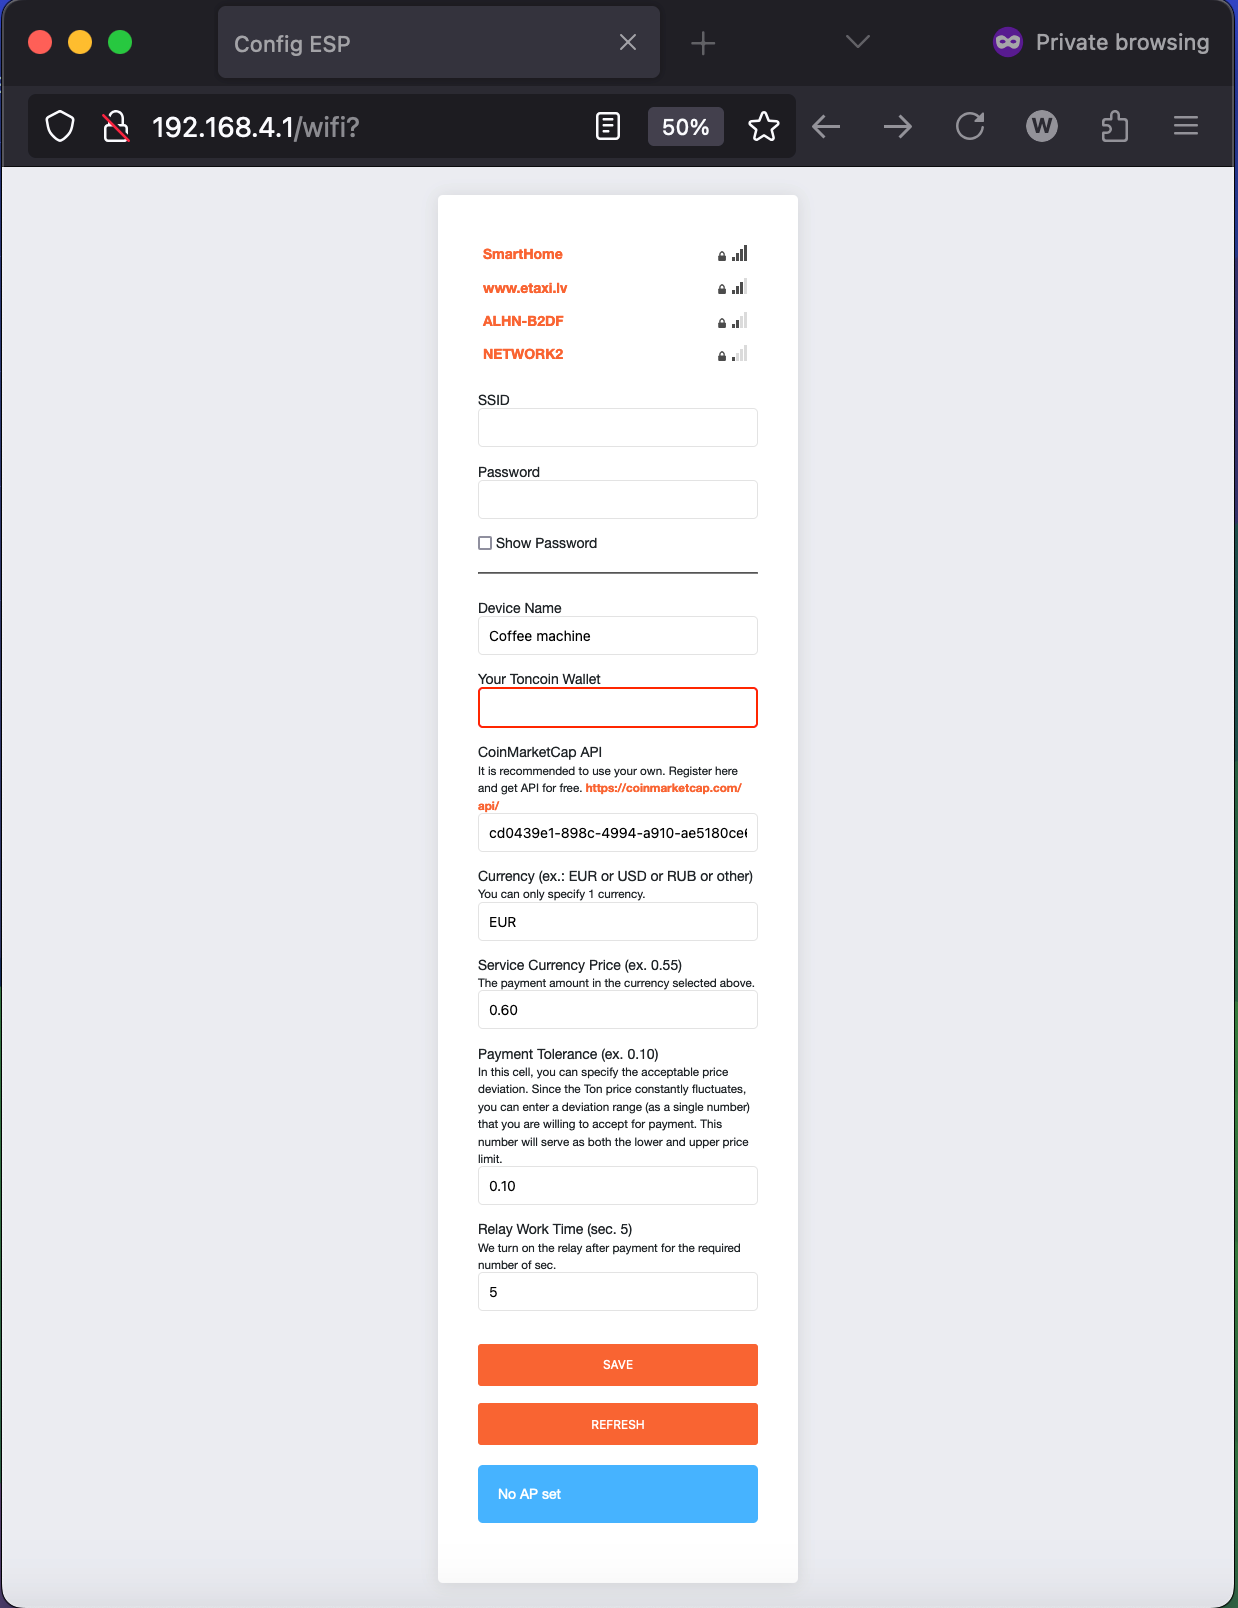 Config ESP
Private browsing
192.168.4.1/wifi?
50%
W
SmartHome
www.etaxi.lv
ALHN-B2DF
NETWORK2
SSID
Password
Show Password
Device Name
Coffee machine
Your Toncoin Wallet
CoinMarketCap API
It is recommended to use your own. Register here
and get API for free. https://coinmarketcap.com/
api/
cd0439e1-898c-4994-a910-ae5180ce
Currency (ex.: EUR or USD or RUB or other)
You can only specify 1 currency.
EUR
Service Currency Price (ex. 0.55)
The payment amount in the currency selected above.
0.60
Payment Tolerance (ex. 0.10)
In this cell, you can specify the acceptable price
deviation. Since the Ton price constantly fluctuates,
you can enter a deviation range (as a single number)
that you are willing to accept for payment. This
number will serve as both the lower and upper price
limit.
0.10
Relay Work Time (sec. 5)
We turn on the relay after payment for the required
number of sec.
5
SAVE
REFRESH
No AP set